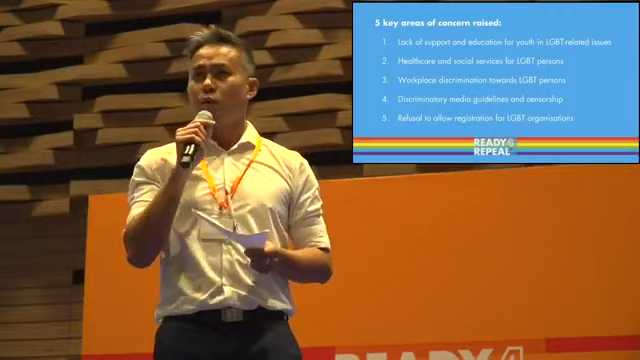 5 key areas of concern raised:
1. Lack of support and education for youth in LGBT-related issues
2. Healthcare and social services for LGBT persons
3. Workplace discrimination towards LGBT persons
4. Discriminatory media guidelines and censorship
5. Refusal to allow registration for LGBT organisations
READY4
REPEAL
READY4